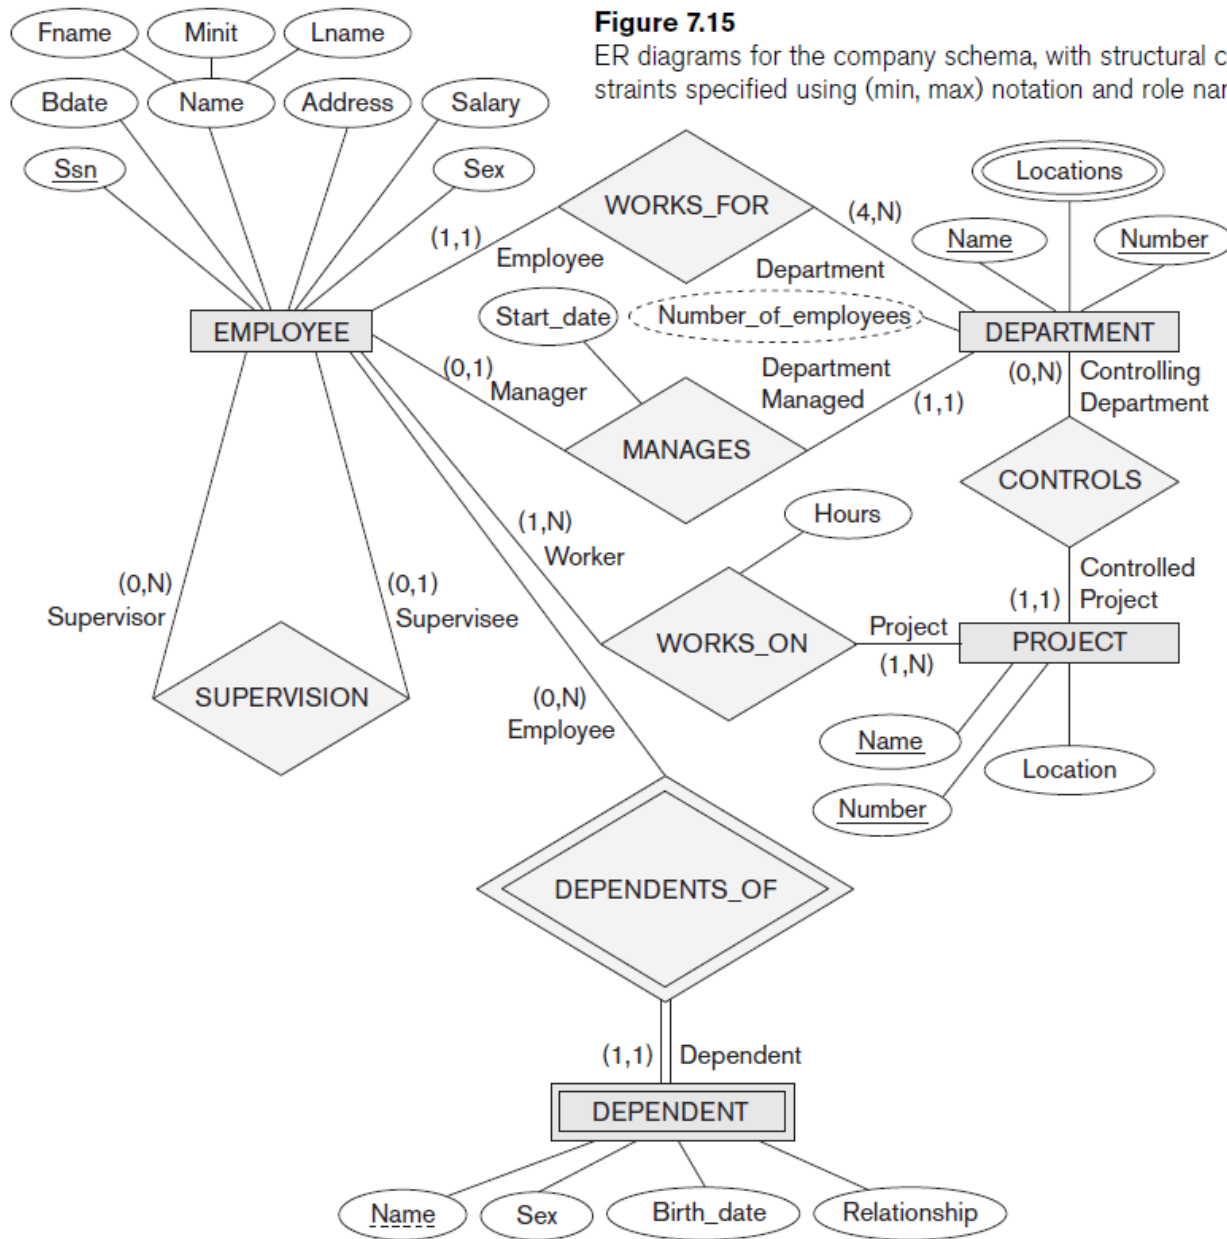 Figure 7.15
ER diagrams for the company schema, with structural c
straints specified using (min, max) notation and role nar
Fname
Minit
Lname
Bdate
Name
Address
Salary
Ssn
Sex
WORKS_FOR
Locations
Name
Number
(1,1)
Employee
(4,N)
Department
Start_date
Number_of_employees
EMPLOYEE
DEPARTMENT
(0,1)
Manager
Department
Managed
(1,1)
(0,N)
Controlling
Department
MANAGES
CONTROLS
Hours
(1,N)
Worker
(0,N)
Supervisor
(0,1)
Supervisee
Controlled
Project
(1,1)
WORKS_ON
Project
(1,N)
PROJECT
SUPERVISION
(0,N)
Employee
Name
Location
Number
DEPENDENTS_OF
(1,1)
Dependent
DEPENDENT
Name
Sex
Birth_date
Relationship